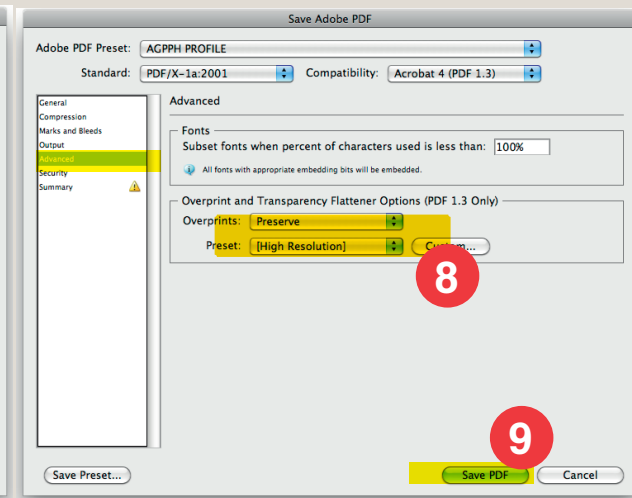 Save Adobe PDF
Adobe PDF Preset: AGPPH PROFILE
Standard: PDF/X-1a:2001 Compatibility: Acrobat 4 (PDF 1.3)
General
Compression
Marks and Bleeds
Output
Advanced
Security
Summary
Advanced
Fonts
Subset fonts when percent of characters used is less than: 100%
All fonts with appropriate embedding bits will be embedded.
Overprint and Transparency Flattener Options (PDF 1.3 Only)
Overprints: Preserve
Preset: [High Resolution] Custom...
8
9
Save Preset... Save PDF Cancel